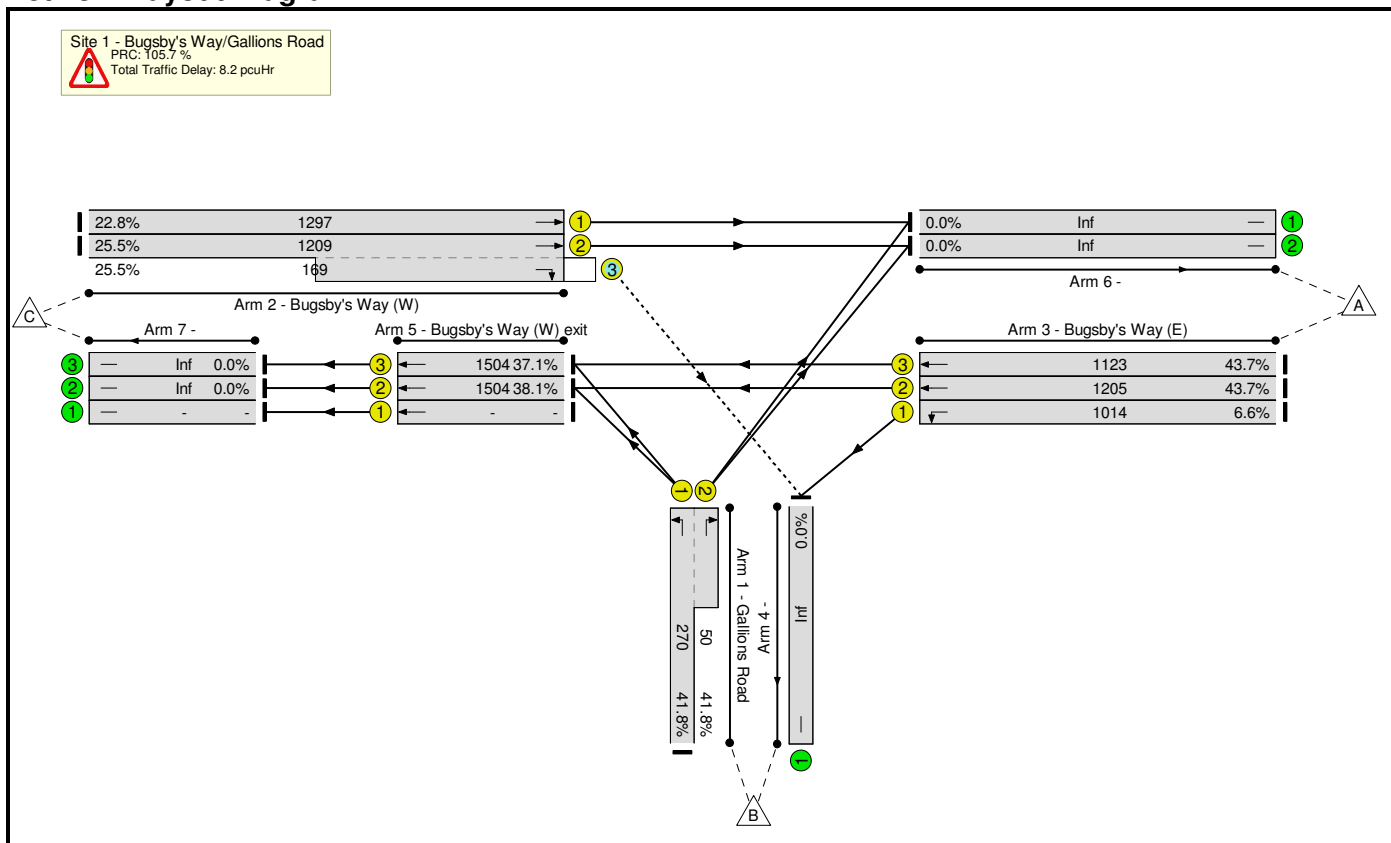 Site 1 - Bugsby's Way/Gallions Road
PRC: 105.7 %
Total Traffic Delay: 8.2 pcuHr
22.8% 1297 1
25.5% 1209 2
25.5% 169 3
Arm 2 - Bugsby's Way (W)
0.0% Inf — 1
0.0% Inf — 2
Arm 6 -
C
A
Arm 7 -
Arm 5 - Bugsby's Way (W) exit
Arm 3 - Bugsby's Way (E)
3 — Inf 0.0% 3 1504 37.1% 3 1123 43.7%
2 — Inf 0.0% 2 1504 38.1% 2 1205 43.7%
1 — - - 1 - - 1 1014 6.6%
1 2
270 41.8%
50 41.8%
Arm 1 - Gallions Road
Arm 4 -
0.0% Inf — 1
B